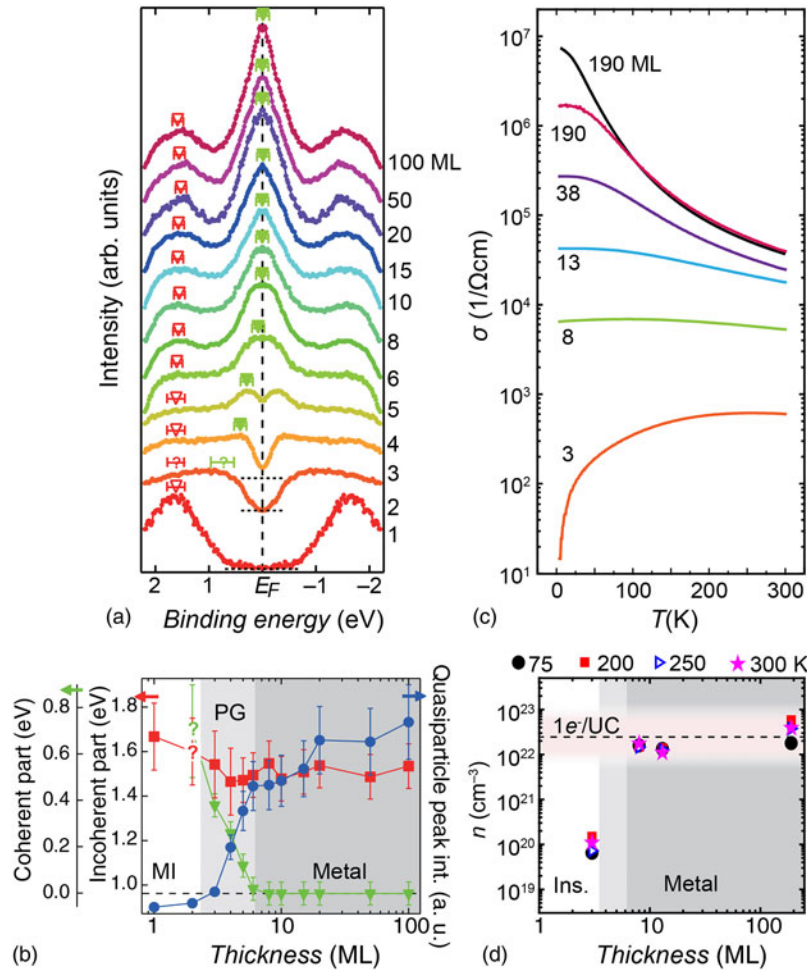 Intensity (arb. units)
100 ML
50
20
15
10
8
6
5
4
3
2
1
?
?
2
1
E_F
–1
–2
(a)
Binding energy (eV)
10^7
10^6
10^5
10^4
10^3
10^2
10^1
σ (1/Ωcm)
190 ML
190
38
13
8
3
0
100
200
300
(c)
T(K)
Coherent part (eV)
0.8
0.6
0.4
0.2
0.0
Incoherent part (eV)
1.8
1.6
1.4
1.2
1.0
PG
?
?
MI
Metal
Quasiparticle peak int. (a. u.)
1
10
100
(b)
Thickness (ML)
75
200
250
300 K
n (cm⁻³)
10^23
10^22
10^21
10^20
10^19
1e⁻/UC
Ins.
Metal
1
10
100
(d)
Thickness (ML)